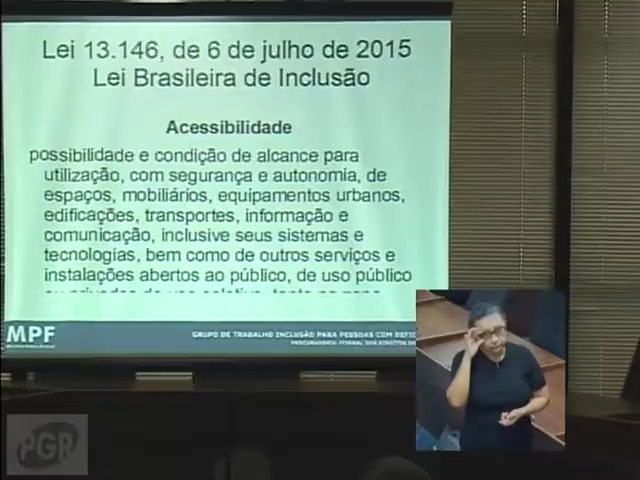 Lei 13.146, de 6 de julho de 2015
Lei Brasileira de Inclusão
Acessibilidade
possibilidade e condição de alcance para
utilização, com segurança e autonomia, de
espaços, mobiliários, equipamentos urbanos,
edificações, transportes, informação e
comunicação, inclusive seus sistemas e
tecnologias, bem como de outros serviços e
instalações abertos ao público, de uso público
MPF
GRUPO DE TRABALHO INCLUSÃO PARA PESSOAS COM
PGR